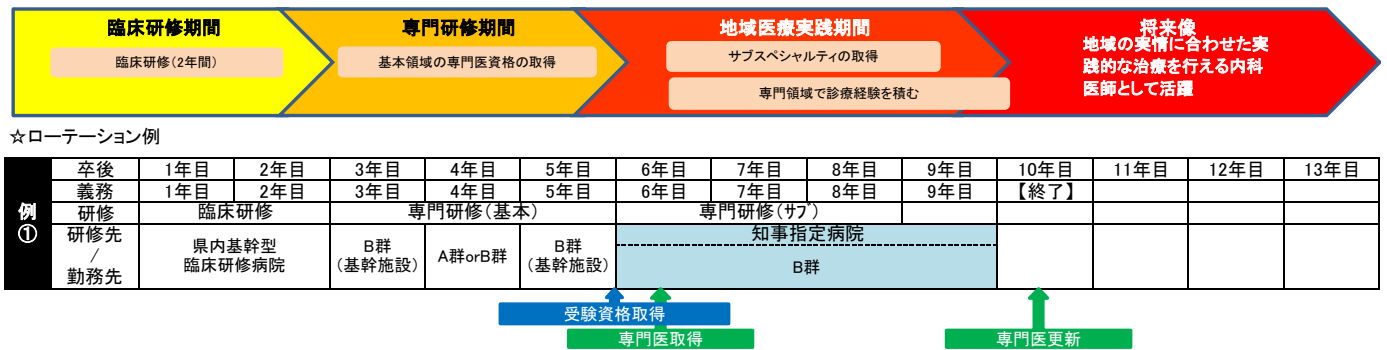 臨床研修期間
臨床研修(2年間)
専門研修期間
基本領域の専門医資格の取得
地域医療実践期間
サブスペシャルティの取得
専門領域で診療経験を積む
将来像
地域の実情に合わせた実
践的な治療を行える内科
医師として活躍
☆ローテーション例
例①
卒後 1年目 2年目 3年目 4年目 5年目 6年目 7年目 8年目 9年目 10年目 11年目 12年目 13年目
義務 1年目 2年目 3年目 4年目 5年目 6年目 7年目 8年目 9年目 【終了】
研修 臨床研修 専門研修(基本) 専門研修(サブ)
研修先
/
勤務先
県内基幹型
臨床研修病院
B群
(基幹施設)
A群orB群
B群
(基幹施設)
知事指定病院
B群
受験資格取得
専門医取得
専門医更新